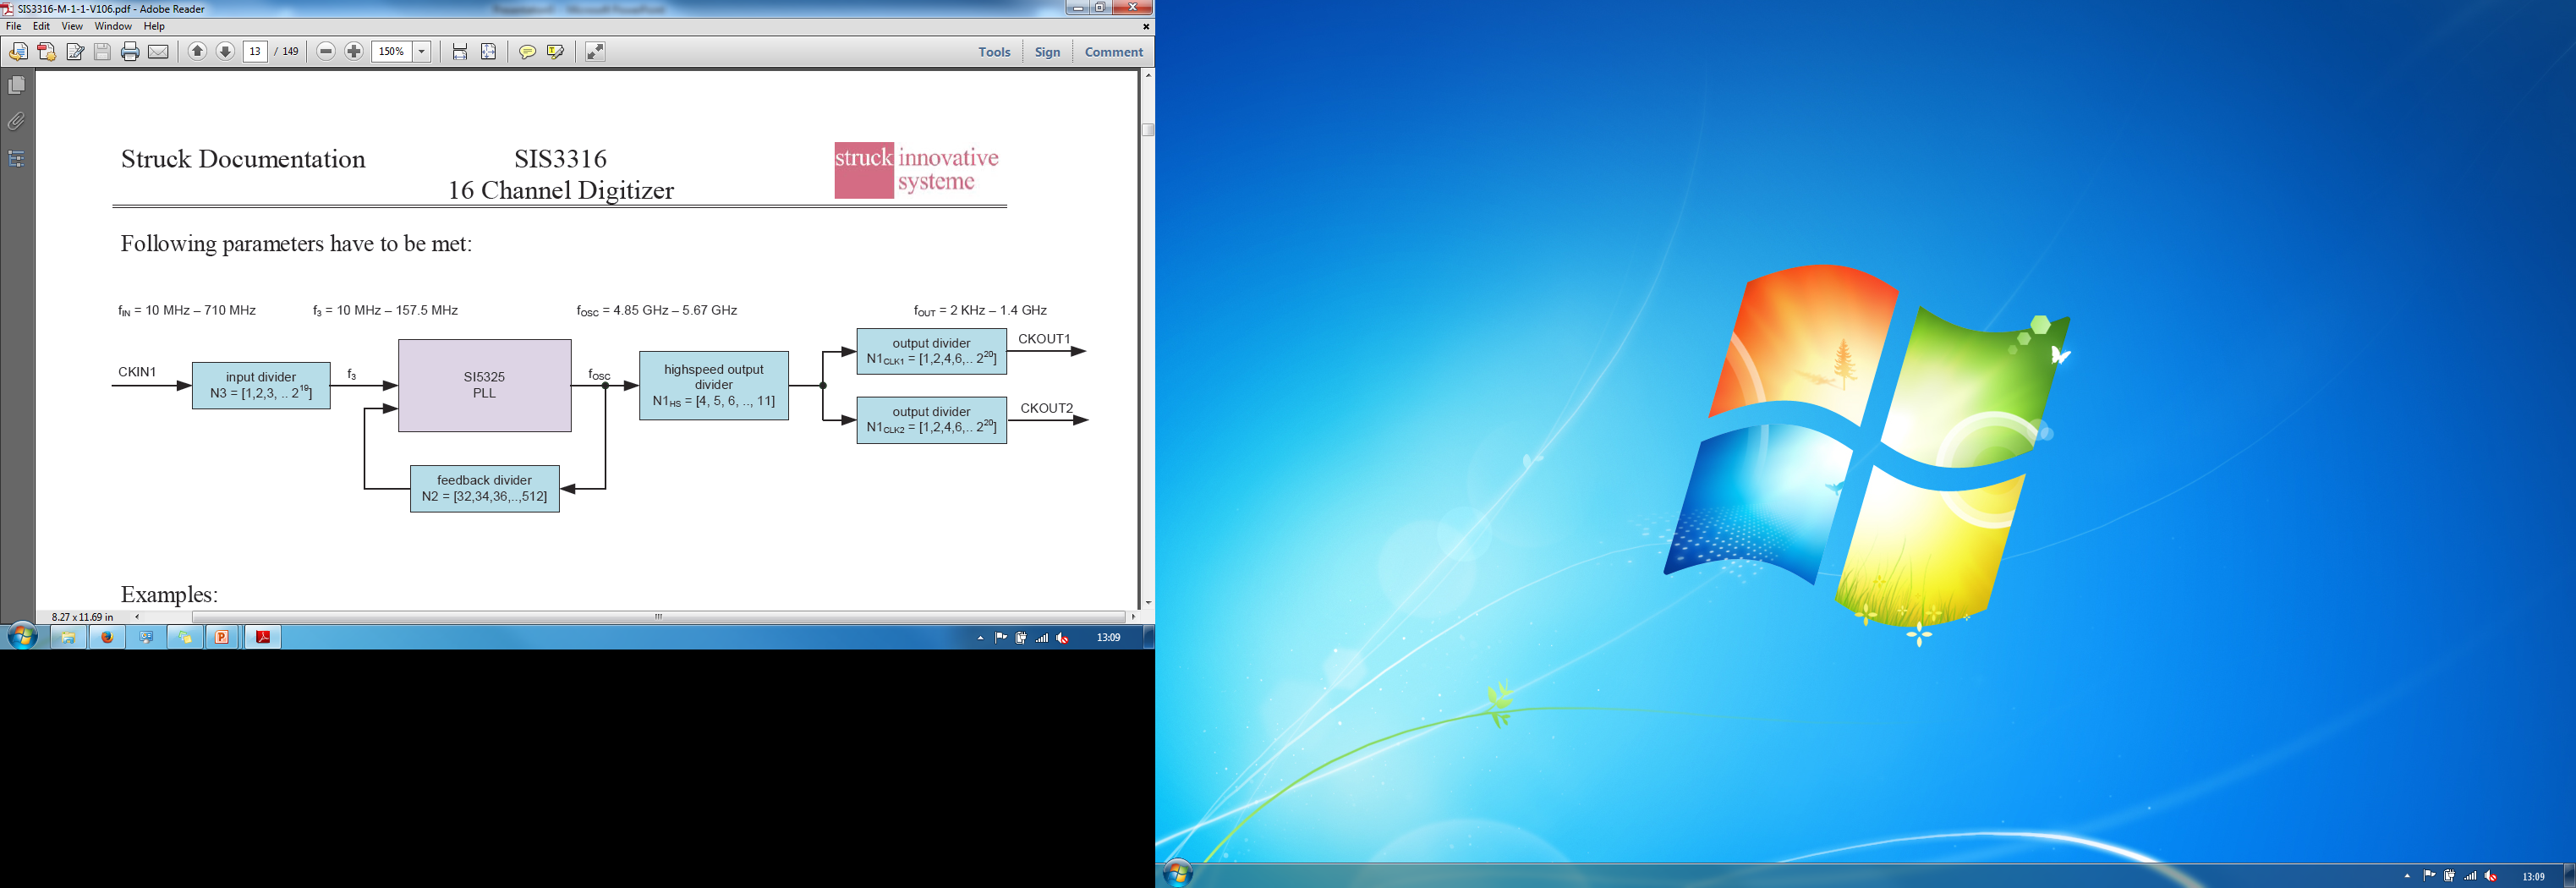 SIS3316-M-1-1-V106.pdf - Adobe Reader
File Edit View Window Help
13 / 149 150% Tools Sign Comment
Struck Documentation SIS3316
16 Channel Digitizer
struck innovative
systeme
Following parameters have to be met:
fIN = 10 MHz – 710 MHz f3 = 10 MHz – 157.5 MHz fOSC = 4.85 GHz – 5.67 GHz fOUT = 2 KHz – 1.4 GHz
CKIN1
input divider
N3 = [1,2,3, .. 2^19]
f3
SI5325
PLL
fOSC
highspeed output
divider
N1HS = [4, 5, 6, .., 11]
output divider
N1CLK1 = [1,2,4,6,.. 2^20]
CKOUT1
output divider
N1CLK2 = [1,2,4,6,.. 2^20]
CKOUT2
feedback divider
N2 = [32,34,36,..,512]
Examples:
8.27 x 11.69 in
13:09
13:09